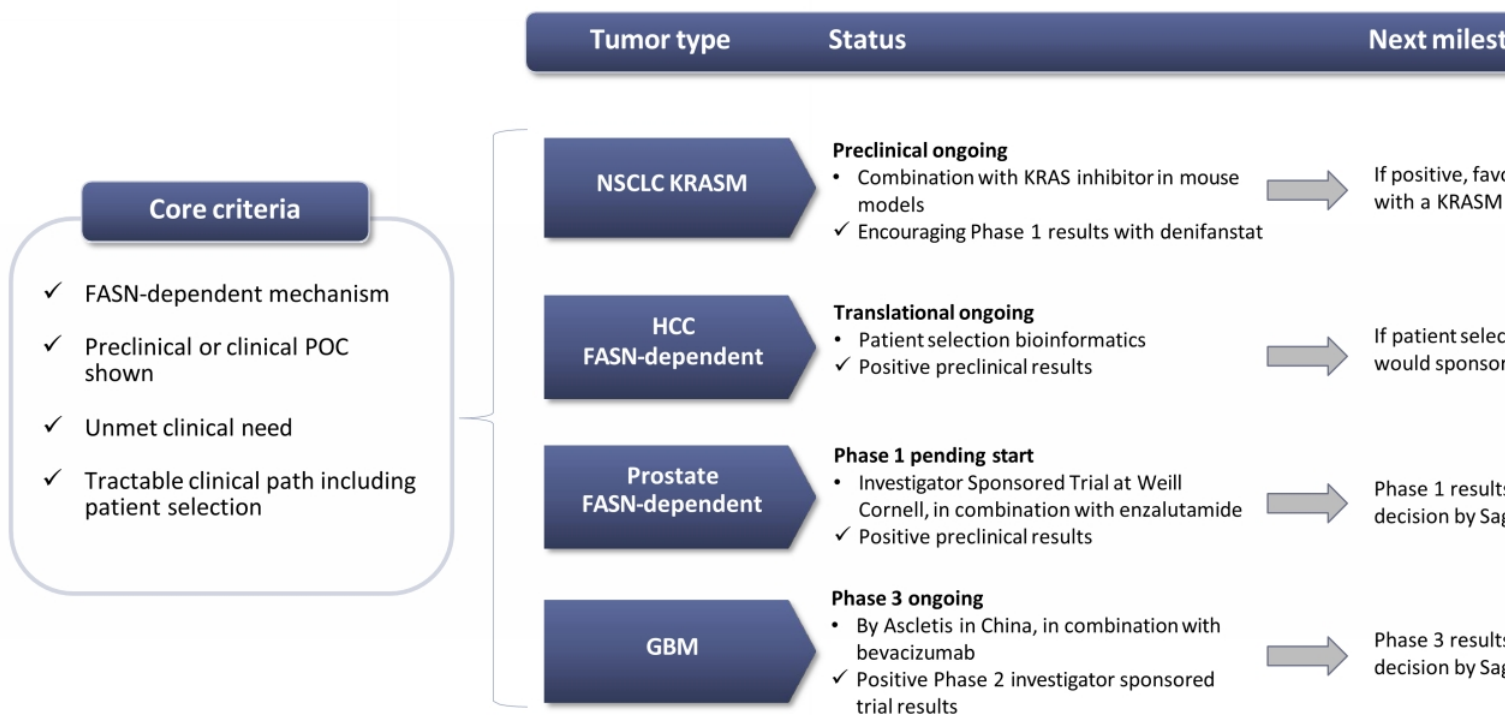 Tumor type Status Next
Core criteria
✓ FASN-dependent mechanism
✓ Preclinical or clinical POC
shown
✓ Unmet clinical need
✓ Tractable clinical path including
patient selection
NSCLC KRASM
Preclinical ongoing
• Combination with KRAS inhibitor in mouse
models
✓ Encouraging Phase 1 results with denifanstat
If positive,
with a KRASM
HCC
FASN-dependent
Translational ongoing
• Patient selection bioinformatics
✓ Positive preclinical results
If patient
would sponsor
Prostate
FASN-dependent
Phase 1 pending start
• Investigator Sponsored Trial at Weill
Cornell, in combination with enzalutamide
✓ Positive preclinical results
Phase 1 results
decision by
GBM
Phase 3 ongoing
• By Ascletis in China, in combination with
bevacizumab
✓ Positive Phase 2 investigator sponsored
trial results
Phase 3 results
decision by